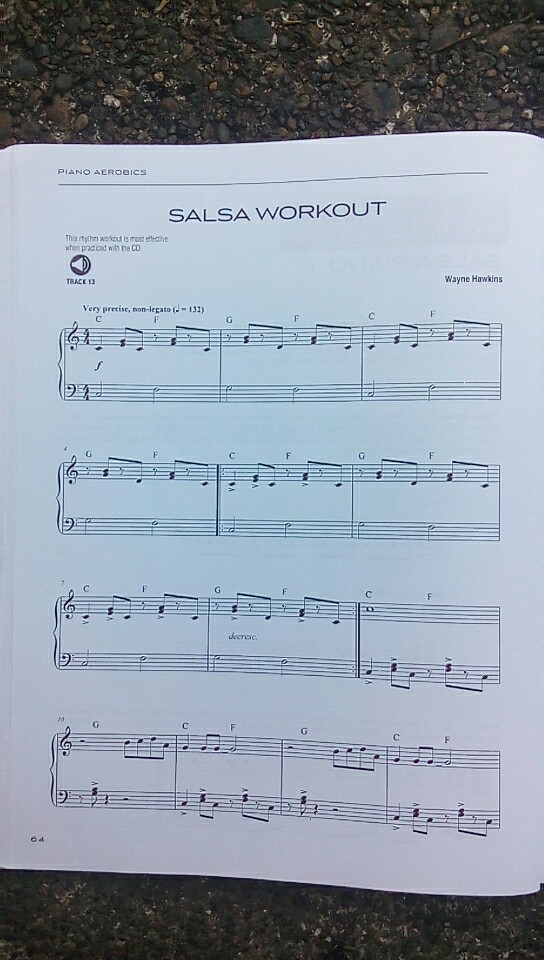 PIANO AEROBICS
SALSA WORKOUT
This rhythm workout is most effective
when practiced with the CD.
TRACK 13
Wayne Hawkins
Very precise, non-legato (♩ = 132)
C F G F C F
f
4
G F C F G F
7
C F G F C F
decresc.
10
G C F G C F
64